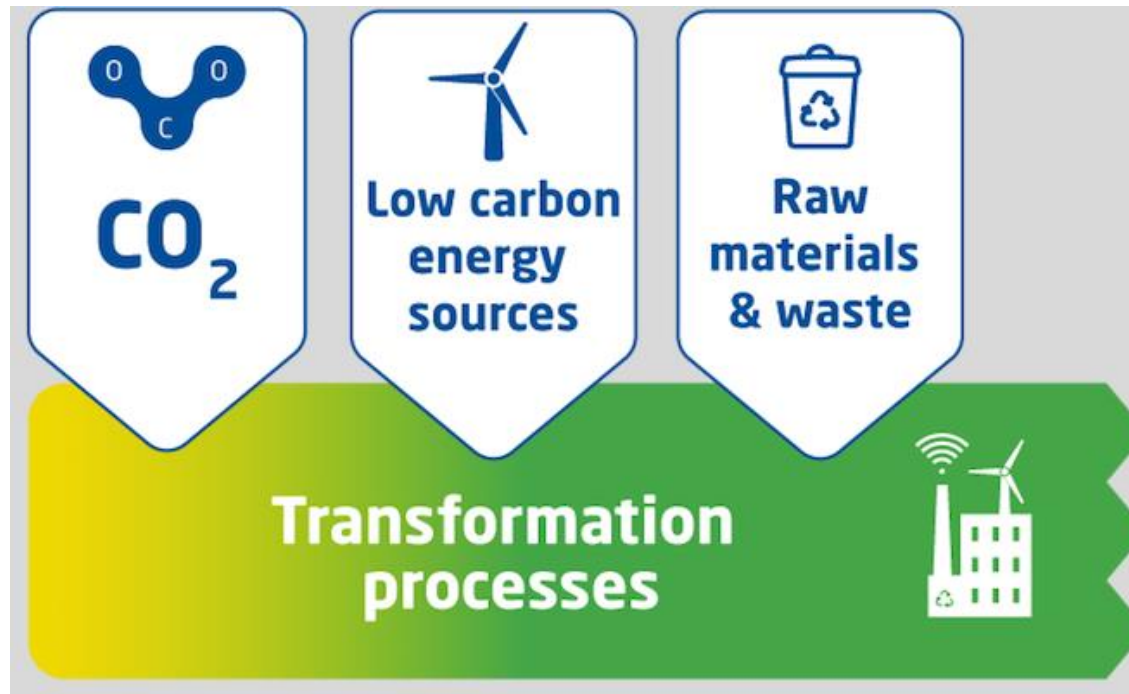 O O
C
CO₂
Low carbon
energy
sources
Raw
materials
& waste
Transformation
processes